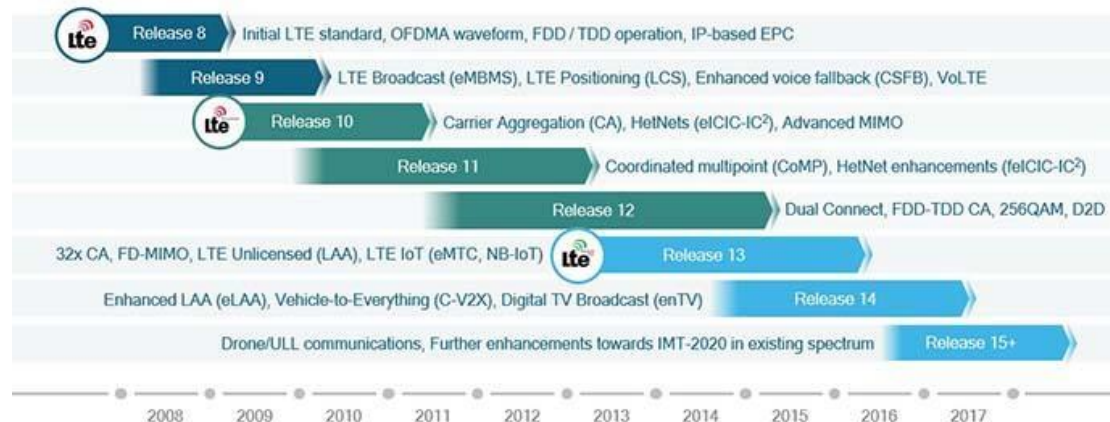 Lte Release 8 Initial LTE standard, OFDMA waveform, FDD / TDD operation, IP-based EPC
Release 9 LTE Broadcast (eMBMS), LTE Positioning (LCS), Enhanced voice fallback (CSFB), VoLTE
Lte Release 10 Carrier Aggregation (CA), HetNets (eICIC-IC²), Advanced MIMO
Release 11 Coordinated multipoint (CoMP), HetNet enhancements (feICIC-IC²)
Release 12 Dual Connect, FDD-TDD CA, 256QAM, D2D
32x CA, FD-MIMO, LTE Unlicensed (LAA), LTE IoT (eMTC, NB-IoT) Lte Release 13
Enhanced LAA (eLAA), Vehicle-to-Everything (C-V2X), Digital TV Broadcast (enTV) Release 14
Drone/ULL communications, Further enhancements towards IMT-2020 in existing spectrum Release 15+
2008 2009 2010 2011 2012 2013 2014 2015 2016 2017